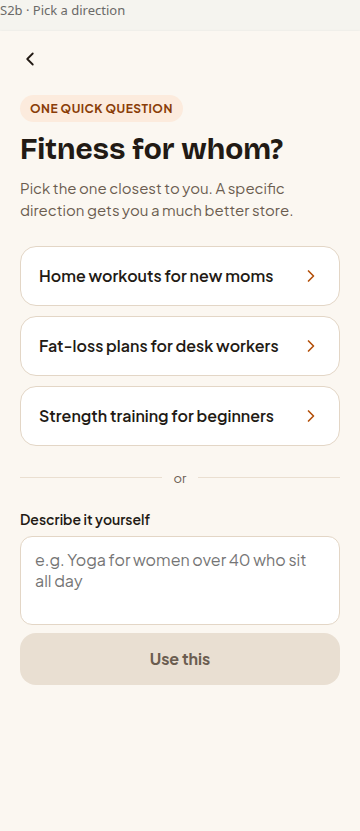 S2b · Pick a direction
ONE QUICK QUESTION
Fitness for whom?
Pick the one closest to you. A specific
direction gets you a much better store.
Home workouts for new moms
Fat-loss plans for desk workers
Strength training for beginners
or
Describe it yourself
e.g. Yoga for women over 40 who sit
all day
Use this